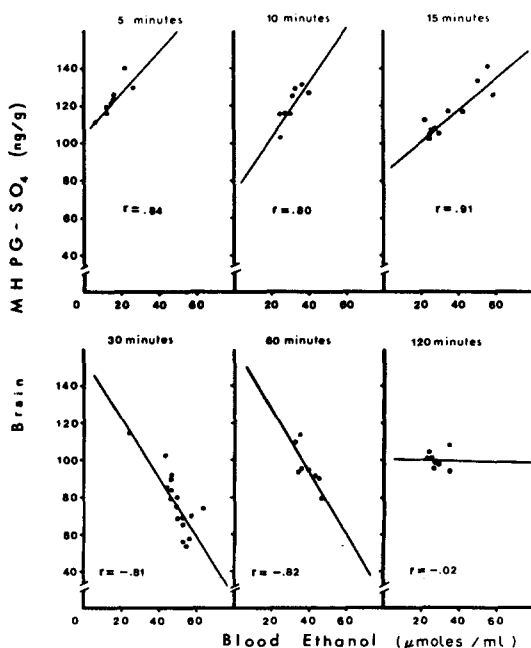 5 minutes
10 minutes
15 minutes
140
120
100
80
60
40
r=.84
r=.80
r=.91
20 40 60
20 40 60
20 40 60
MHPG-SO4 (ng/g)
Brain
30 minutes
60 minutes
120 minutes
140
120
100
80
60
40
r=-.81
r=-.82
r=-.02
20 40 60
20 40 60
20 40 60
Blood Ethanol (μmoles/ml)